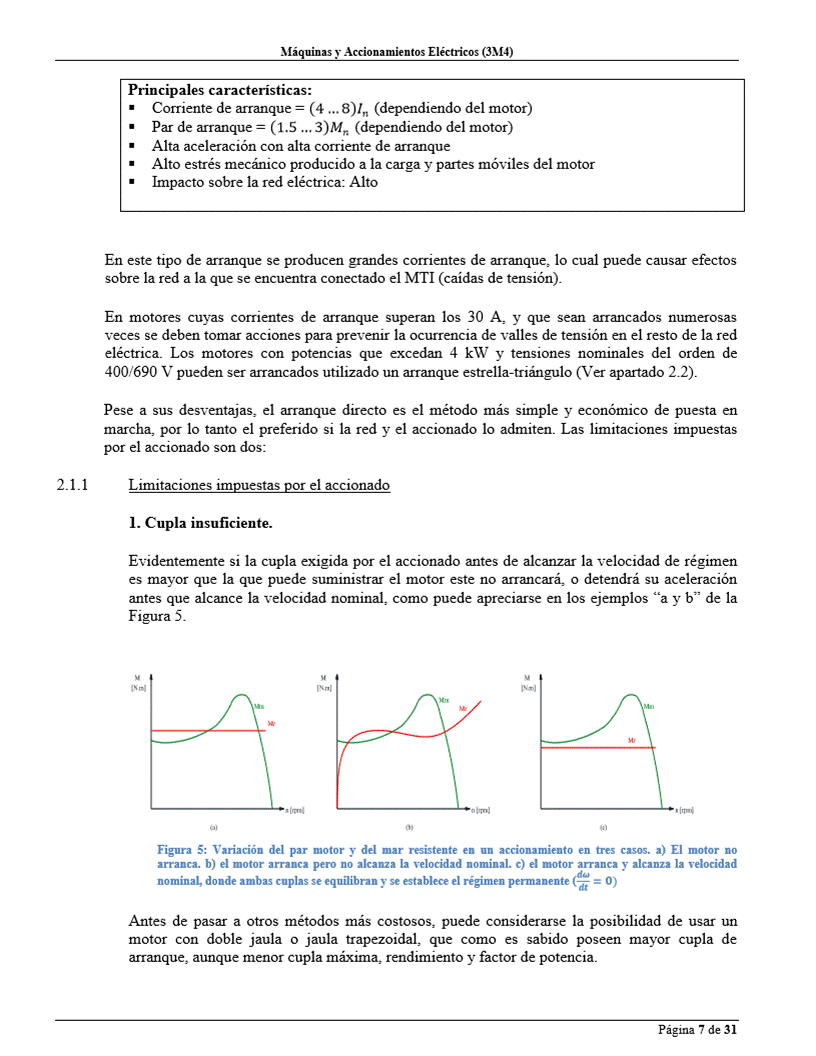 Máquinas y Accionamientos Eléctricos (3M4)
Principales características:
▪ Corriente de arranque = (4 … 8)Iₙ (dependiendo del motor)
▪ Par de arranque = (1.5 … 3)Mₙ (dependiendo del motor)
▪ Alta aceleración con alta corriente de arranque
▪ Alto estrés mecánico producido a la carga y partes móviles del motor
▪ Impacto sobre la red eléctrica: Alto
En este tipo de arranque se producen grandes corrientes de arranque, lo cual puede causar efectos
sobre la red a la que se encuentra conectado el MTI (caídas de tensión).
En motores cuyas corrientes de arranque superan los 30 A, y que sean arrancados numerosas
veces se deben tomar acciones para prevenir la ocurrencia de valles de tensión en el resto de la red
eléctrica. Los motores con potencias que excedan 4 kW y tensiones nominales del orden de
400/690 V pueden ser arrancados utilizado un arranque estrella-triángulo (Ver apartado 2.2).
Pese a sus desventajas, el arranque directo es el método más simple y económico de puesta en
marcha, por lo tanto el preferido si la red y el accionado lo admiten. Las limitaciones impuestas
por el accionado son dos:
2.1.1 Limitaciones impuestas por el accionado
1. Cupla insuficiente.
Evidentemente si la cupla exigida por el accionado antes de alcanzar la velocidad de régimen
es mayor que la que puede suministrar el motor este no arrancará, o detendrá su aceleración
antes que alcance la velocidad nominal, como puede apreciarse en los ejemplos “a y b” de la
Figura 5.
M M M
[N.m] [N.m] [N.m]
Mm Mm Mm
Mr Mr Mr
n [rpm] n [rpm] n [rpm]
(a) (b) (c)
Figura 5: Variación del par motor y del mar resistente en un accionamiento en tres casos. a) El motor no
arranca. b) el motor arranca pero no alcanza la velocidad nominal. c) el motor arranca y alcanza la velocidad
nominal, donde ambas cuplas se equilibran y se establece el régimen permanente (dω/dt = 0)
Antes de pasar a otros métodos más costosos, puede considerarse la posibilidad de usar un
motor con doble jaula o jaula trapezoidal, que como es sabido poseen mayor cupla de
arranque, aunque menor cupla máxima, rendimiento y factor de potencia.
Página 7 de 31